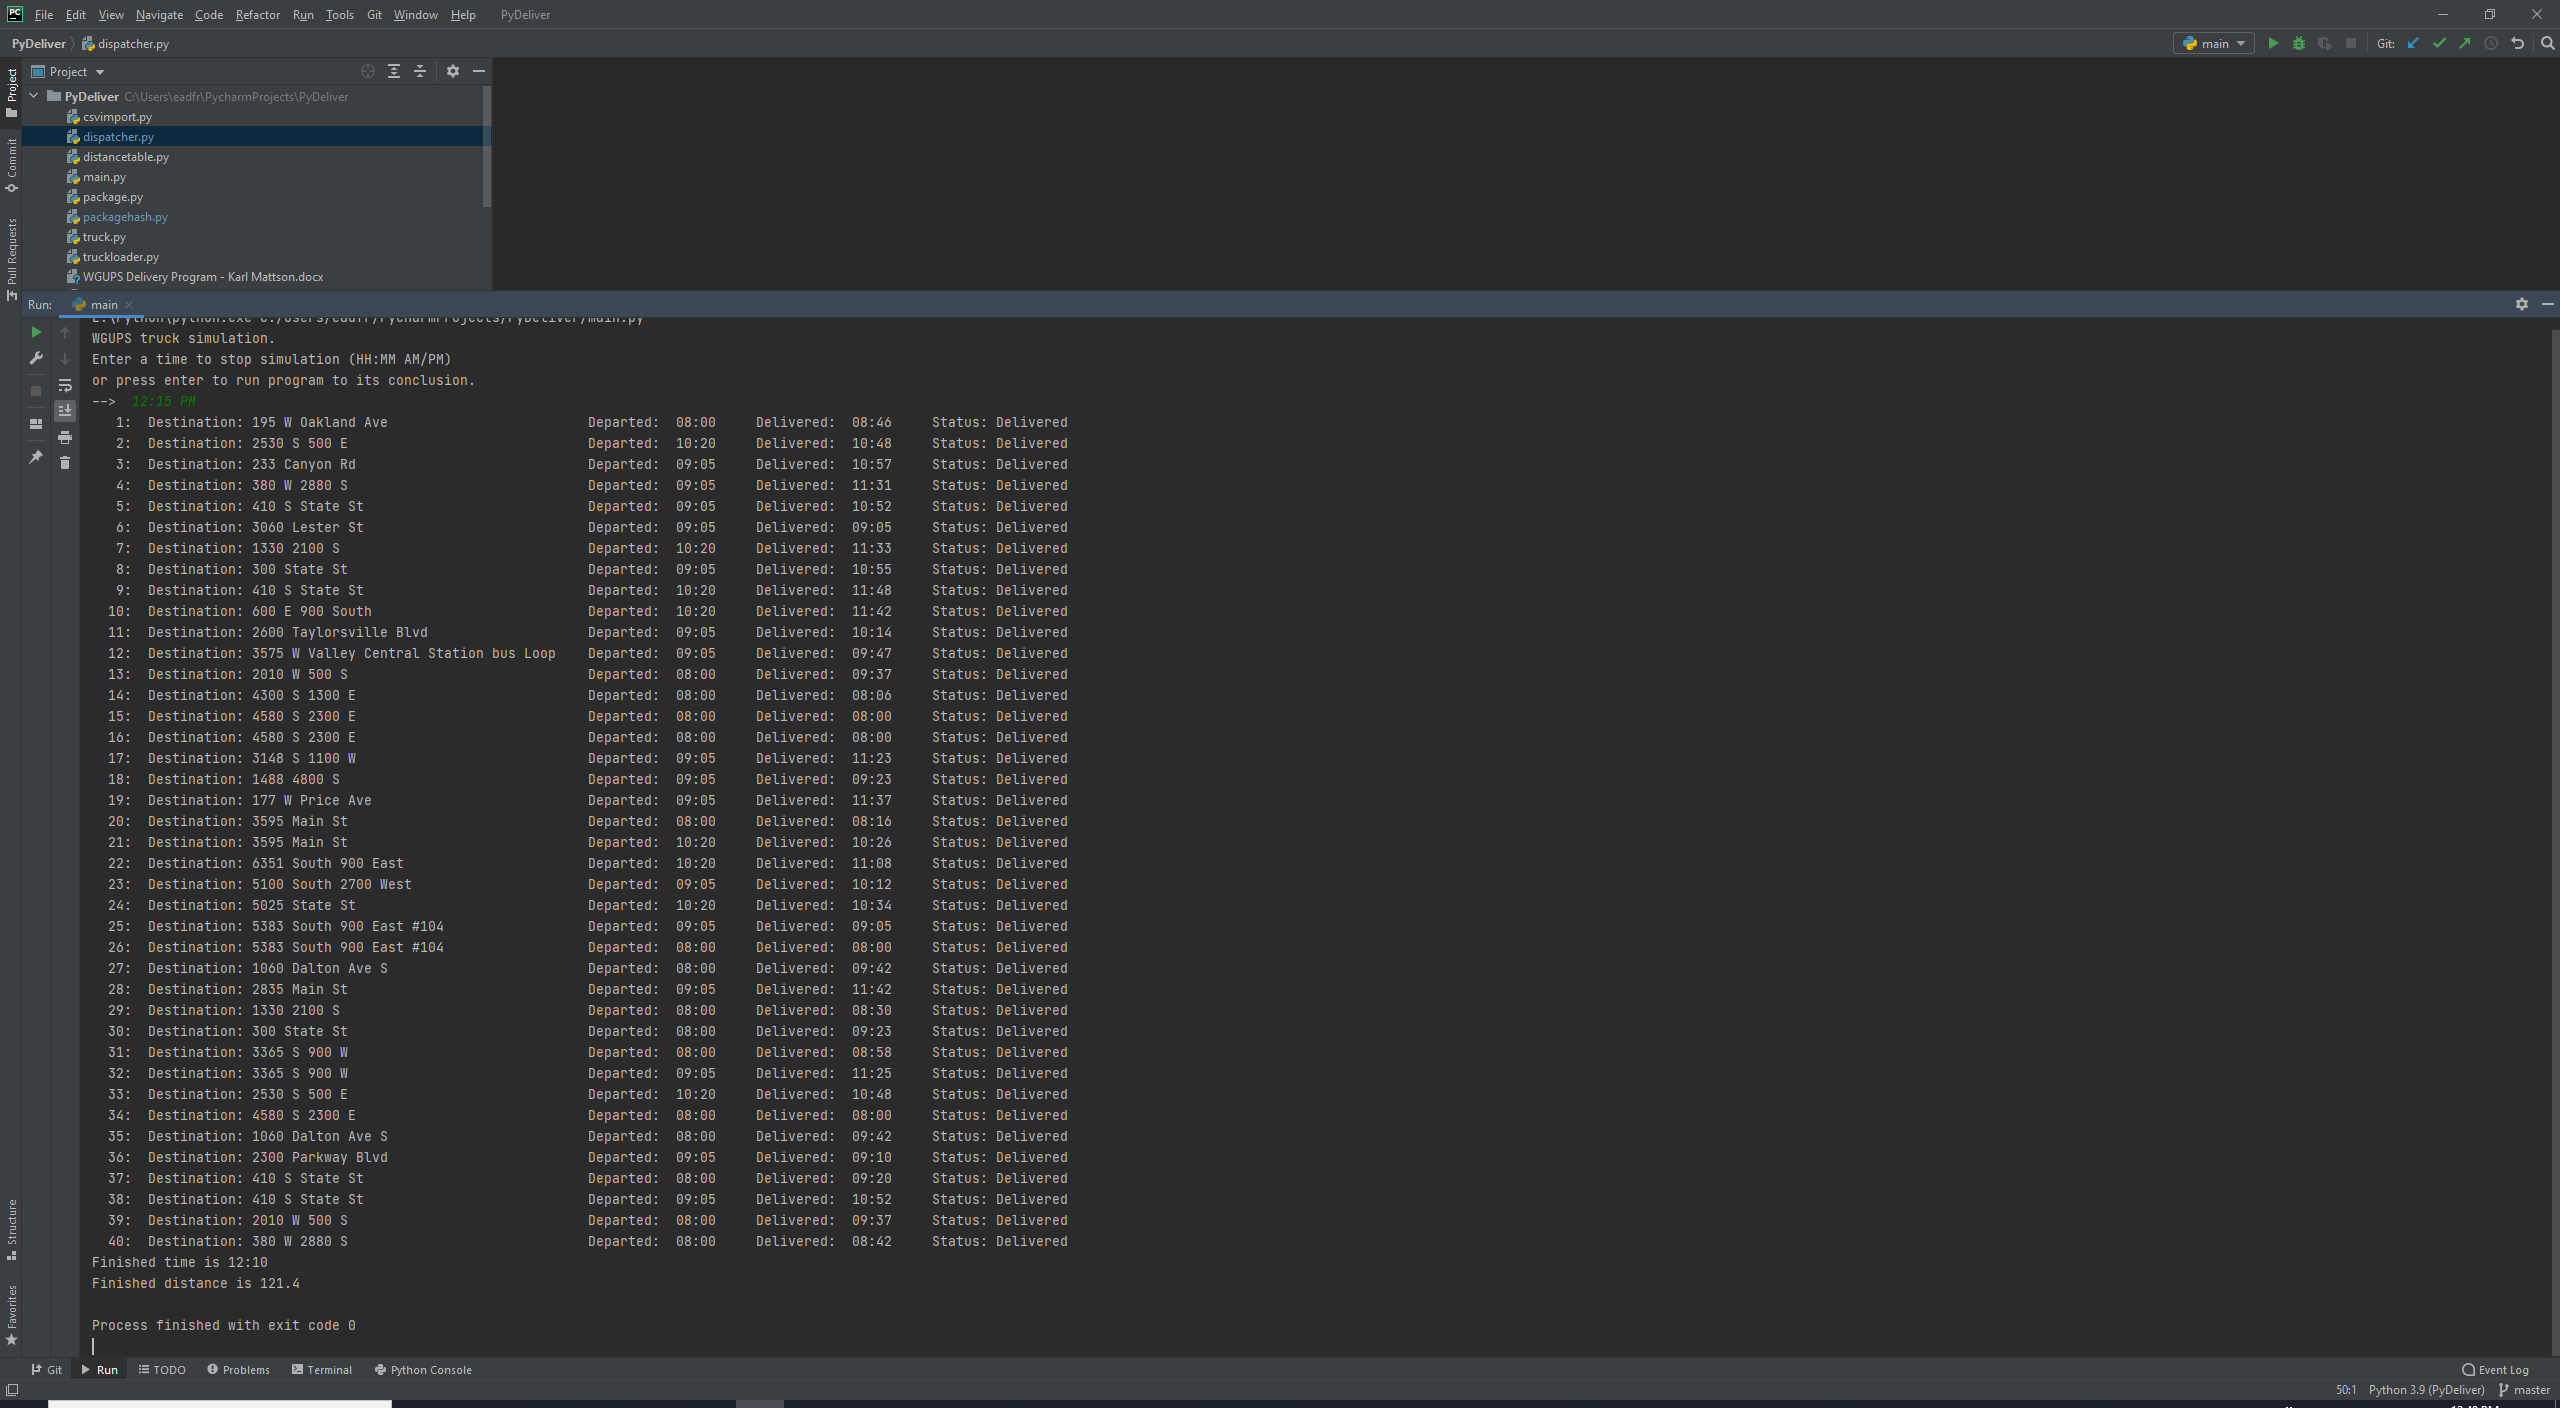 File Edit View Navigate Code Refactor Run Tools Git Window Help PyDeliver
PyDeliver dispatcher.py main Git:
Project
PyDeliver C:\Users\eadfr\PycharmProjects\PyDeliver
csvimport.py
dispatcher.py
distancetable.py
main.py
package.py
packagehash.py
truck.py
truckloader.py
WGUPS Delivery Program - Karl Mattson.docx
Project
Commit
Pull Requests
Structure
Favorites
Run: main
E:\Python\python.exe C:/Users/eadfr/PycharmProjects/PyDeliver/main.py
WGUPS truck simulation.
Enter a time to stop simulation (HH:MM AM/PM)
or press enter to run program to its conclusion.
--> 12:15 PM
1: Destination: 195 W Oakland Ave Departed: 08:00 Delivered: 08:46 Status: Delivered
2: Destination: 2530 S 500 E Departed: 10:20 Delivered: 10:48 Status: Delivered
3: Destination: 233 Canyon Rd Departed: 09:05 Delivered: 10:57 Status: Delivered
4: Destination: 380 W 2880 S Departed: 09:05 Delivered: 11:31 Status: Delivered
5: Destination: 410 S State St Departed: 09:05 Delivered: 10:52 Status: Delivered
6: Destination: 3060 Lester St Departed: 09:05 Delivered: 09:05 Status: Delivered
7: Destination: 1330 2100 S Departed: 10:20 Delivered: 11:33 Status: Delivered
8: Destination: 300 State St Departed: 09:05 Delivered: 10:55 Status: Delivered
9: Destination: 410 S State St Departed: 10:20 Delivered: 11:48 Status: Delivered
10: Destination: 600 E 900 South Departed: 10:20 Delivered: 11:42 Status: Delivered
11: Destination: 2600 Taylorsville Blvd Departed: 09:05 Delivered: 10:14 Status: Delivered
12: Destination: 3575 W Valley Central Station bus Loop Departed: 09:05 Delivered: 09:47 Status: Delivered
13: Destination: 2010 W 500 S Departed: 08:00 Delivered: 09:37 Status: Delivered
14: Destination: 4300 S 1300 E Departed: 08:00 Delivered: 08:06 Status: Delivered
15: Destination: 4580 S 2300 E Departed: 08:00 Delivered: 08:00 Status: Delivered
16: Destination: 4580 S 2300 E Departed: 08:00 Delivered: 08:00 Status: Delivered
17: Destination: 3148 S 1100 W Departed: 09:05 Delivered: 11:23 Status: Delivered
18: Destination: 1488 4800 S Departed: 09:05 Delivered: 09:23 Status: Delivered
19: Destination: 177 W Price Ave Departed: 09:05 Delivered: 11:37 Status: Delivered
20: Destination: 3595 Main St Departed: 08:00 Delivered: 08:16 Status: Delivered
21: Destination: 3595 Main St Departed: 10:20 Delivered: 10:26 Status: Delivered
22: Destination: 6351 South 900 East Departed: 10:20 Delivered: 11:08 Status: Delivered
23: Destination: 5100 South 2700 West Departed: 09:05 Delivered: 10:12 Status: Delivered
24: Destination: 5025 State St Departed: 10:20 Delivered: 10:34 Status: Delivered
25: Destination: 5383 South 900 East #104 Departed: 09:05 Delivered: 09:05 Status: Delivered
26: Destination: 5383 South 900 East #104 Departed: 08:00 Delivered: 08:00 Status: Delivered
27: Destination: 1060 Dalton Ave S Departed: 08:00 Delivered: 09:42 Status: Delivered
28: Destination: 2835 Main St Departed: 09:05 Delivered: 11:42 Status: Delivered
29: Destination: 1330 2100 S Departed: 08:00 Delivered: 08:30 Status: Delivered
30: Destination: 300 State St Departed: 08:00 Delivered: 09:23 Status: Delivered
31: Destination: 3365 S 900 W Departed: 08:00 Delivered: 08:58 Status: Delivered
32: Destination: 3365 S 900 W Departed: 09:05 Delivered: 11:25 Status: Delivered
33: Destination: 2530 S 500 E Departed: 10:20 Delivered: 10:48 Status: Delivered
34: Destination: 4580 S 2300 E Departed: 08:00 Delivered: 08:00 Status: Delivered
35: Destination: 1060 Dalton Ave S Departed: 08:00 Delivered: 09:42 Status: Delivered
36: Destination: 2300 Parkway Blvd Departed: 09:05 Delivered: 09:10 Status: Delivered
37: Destination: 410 S State St Departed: 08:00 Delivered: 09:20 Status: Delivered
38: Destination: 410 S State St Departed: 09:05 Delivered: 10:52 Status: Delivered
39: Destination: 2010 W 500 S Departed: 08:00 Delivered: 09:37 Status: Delivered
40: Destination: 380 W 2880 S Departed: 08:00 Delivered: 08:42 Status: Delivered
Finished time is 12:10
Finished distance is 121.4
Process finished with exit code 0
Git Run TODO Problems Terminal Python Console Event Log
50:1 Python 3.9 (PyDeliver) master